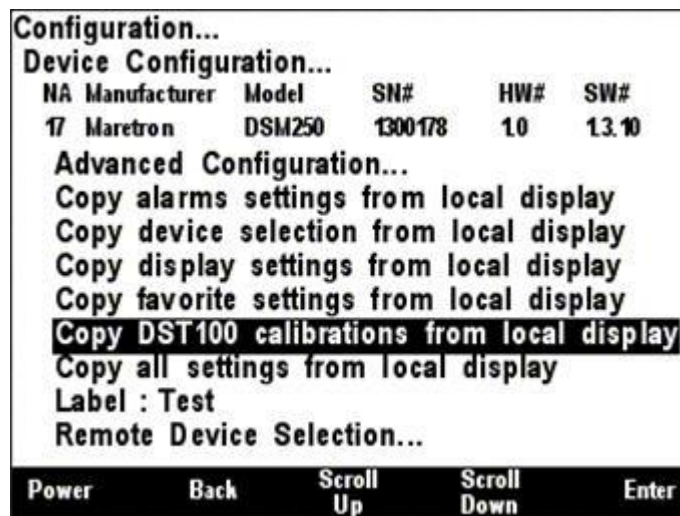 Configuration...
Device Configuration...
NA Manufacturer Model SN# HW# SW#
17 Maretron DSM250 1300178 1.0 1.3.10
Advanced Configuration...
Copy alarms settings from local display
Copy device selection from local display
Copy display settings from local display
Copy favorite settings from local display
Copy DST100 calibrations from local display
Copy all settings from local display
Label : Test
Remote Device Selection...
Power Back Scroll Up Scroll Down Enter